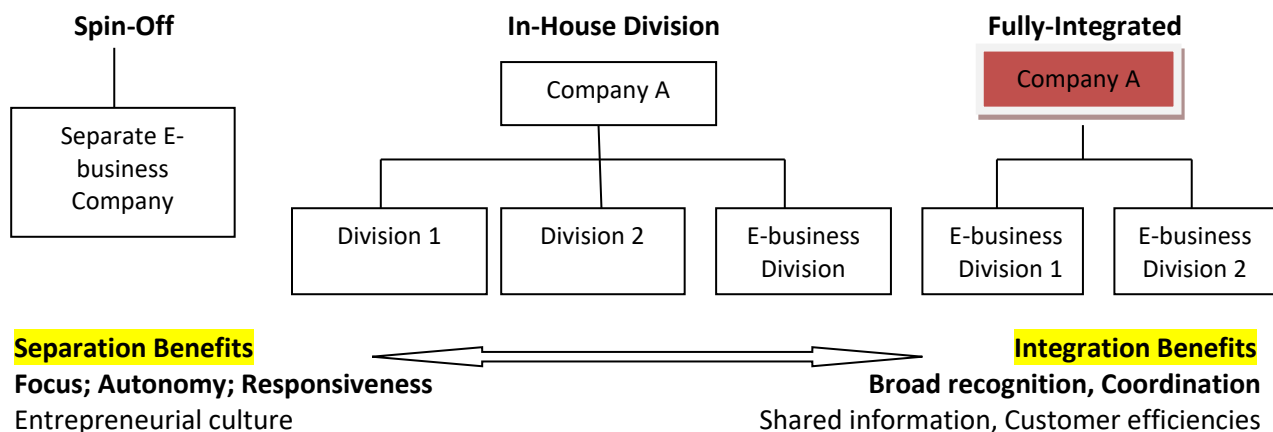 Spin-Off
In-House Division
Fully-Integrated
Company A
Company A
Separate E-
business
Company
Division 1
Division 2
E-business
Division
E-business
Division 1
E-business
Division 2
Separation Benefits
Integration Benefits
Focus; Autonomy; Responsiveness
Broad recognition, Coordination
Entrepreneurial culture
Shared information, Customer efficiencies